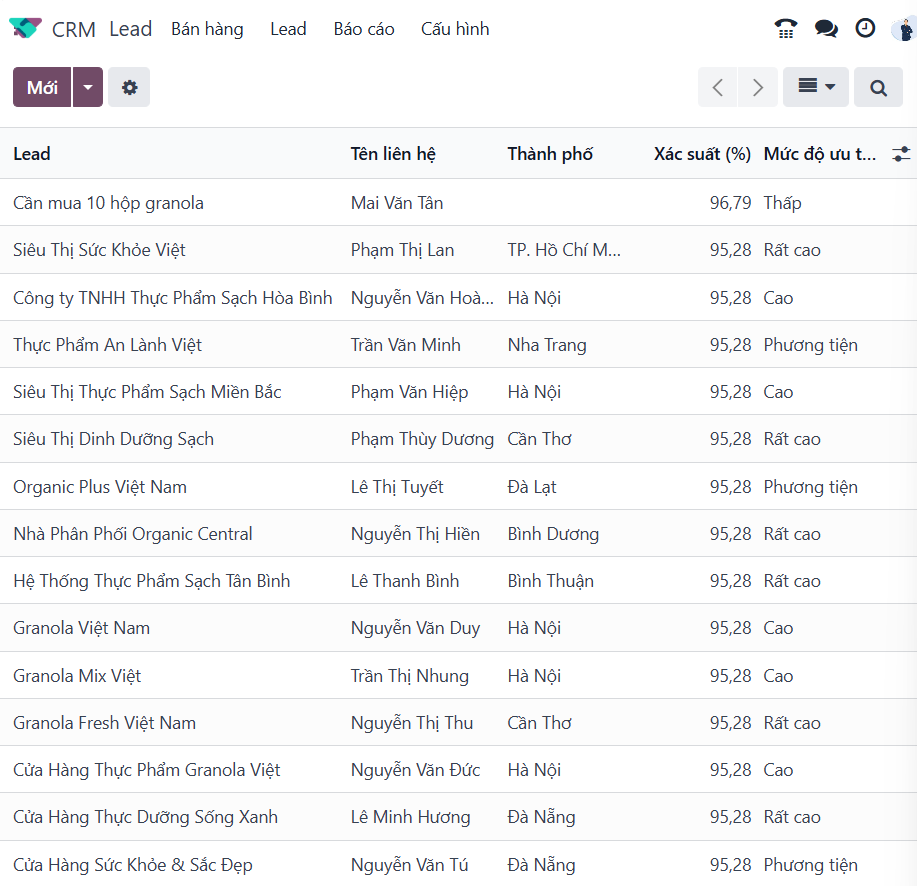 CRM Lead Bán hàng Lead Báo cáo Cấu hình
Mới
Lead Tên liên hệ Thành phố Xác suất (%) Mức độ ưu t...
Cần mua 10 hộp granola Mai Văn Tân 96,79 Thấp
Siêu Thị Sức Khỏe Việt Phạm Thị Lan TP. Hồ Chí M... 95,28 Rất cao
Công ty TNHH Thực Phẩm Sạch Hòa Bình Nguyễn Văn Hoà... Hà Nội 95,28 Cao
Thực Phẩm An Lành Việt Trần Văn Minh Nha Trang 95,28 Phương tiện
Siêu Thị Thực Phẩm Sạch Miền Bắc Phạm Văn Hiệp Hà Nội 95,28 Cao
Siêu Thị Dinh Dưỡng Sạch Phạm Thùy Dương Cần Thơ 95,28 Rất cao
Organic Plus Việt Nam Lê Thị Tuyết Đà Lạt 95,28 Phương tiện
Nhà Phân Phối Organic Central Nguyễn Thị Hiền Bình Dương 95,28 Rất cao
Hệ Thống Thực Phẩm Sạch Tân Bình Lê Thanh Bình Bình Thuận 95,28 Rất cao
Granola Việt Nam Nguyễn Văn Duy Hà Nội 95,28 Cao
Granola Mix Việt Trần Thị Nhung Hà Nội 95,28 Cao
Granola Fresh Việt Nam Nguyễn Thị Thu Cần Thơ 95,28 Rất cao
Cửa Hàng Thực Phẩm Granola Việt Nguyễn Văn Đức Hà Nội 95,28 Cao
Cửa Hàng Thực Dưỡng Sống Xanh Lê Minh Hương Đà Nẵng 95,28 Rất cao
Cửa Hàng Sức Khỏe & Sắc Đẹp Nguyễn Văn Tú Đà Nẵng 95,28 Phương tiện